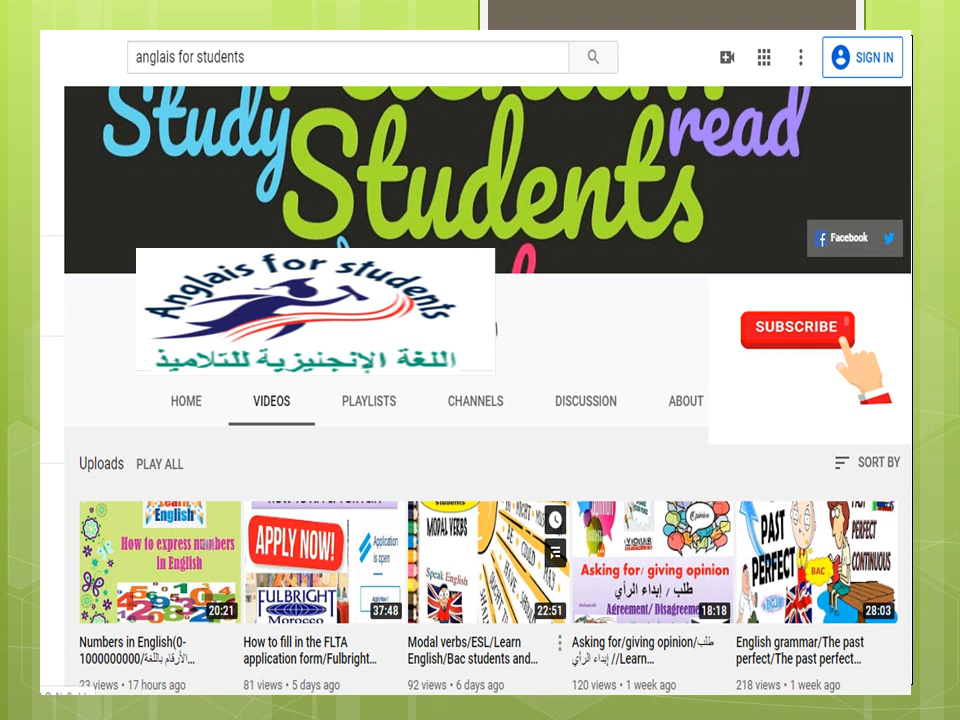 anglais for students
SIGN IN
Study
Students
read
Facebook
Anglais for students
اللغة الإنجنيزية للتلاميذ
SUBSCRIBE
HOME VIDEOS PLAYLISTS CHANNELS DISCUSSION ABOUT
Uploads PLAY ALL
SORT BY
Learn
English
How to express numbers
in English
20:21
APPLY NOW!
Application
is open
FULBRIGHT
Morocco
37:48
students
MODAL VERBS
Speak English
22:51
opinion
Asking for/ giving opinion
طلب / إبداء الرأي
Agreement/ Disagreeme
18:18
PAST
PERFECT
BAC
PERFECT
CONTINUOUS
28:03
Numbers in English(0-
1000000000/الأرقام باللغة...
23 views • 17 hours ago
How to fill in the FLTA
application form/Fulbright...
81 views • 5 days ago
Modal verbs/ESL/Learn
English/Bac students and...
92 views • 6 days ago
Asking for/giving opinion/طلب
إبداء الرأي //Learn...
120 views • 1 week ago
English grammar/The past
perfect/The past perfect...
218 views • 1 week ago